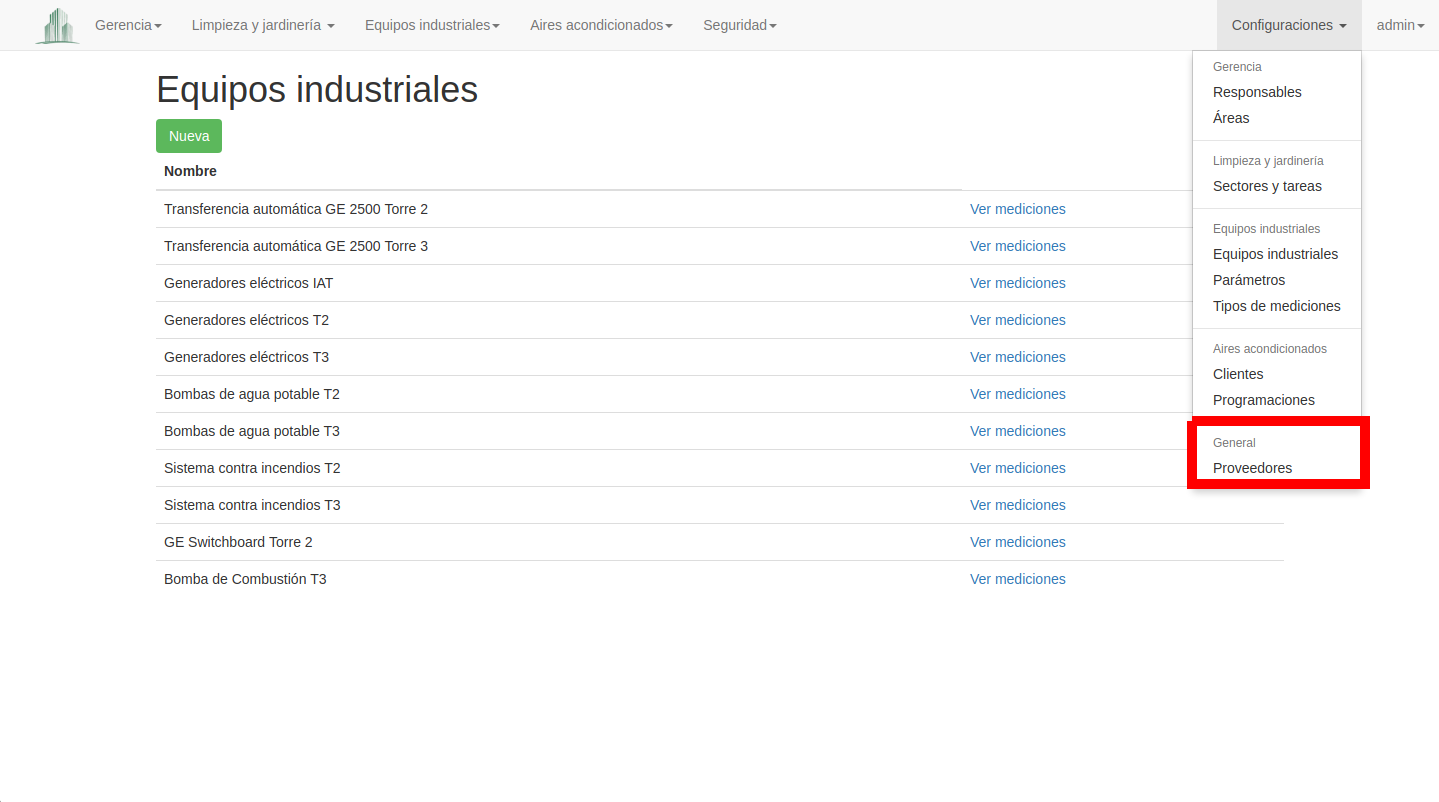 Gerencia Limpieza y jardinería Equipos industriales Aires acondicionados Seguridad Configuraciones admin
Equipos industriales
Nueva
Nombre
Transferencia automática GE 2500 Torre 2 Ver mediciones
Transferencia automática GE 2500 Torre 3 Ver mediciones
Generadores eléctricos IAT Ver mediciones
Generadores eléctricos T2 Ver mediciones
Generadores eléctricos T3 Ver mediciones
Bombas de agua potable T2 Ver mediciones
Bombas de agua potable T3 Ver mediciones
Sistema contra incendios T2 Ver mediciones
Sistema contra incendios T3 Ver mediciones
GE Switchboard Torre 2 Ver mediciones
Bomba de Combustión T3 Ver mediciones
Gerencia
Responsables
Áreas
Limpieza y jardinería
Sectores y tareas
Equipos industriales
Equipos industriales
Parámetros
Tipos de mediciones
Aires acondicionados
Clientes
Programaciones
General
Proveedores